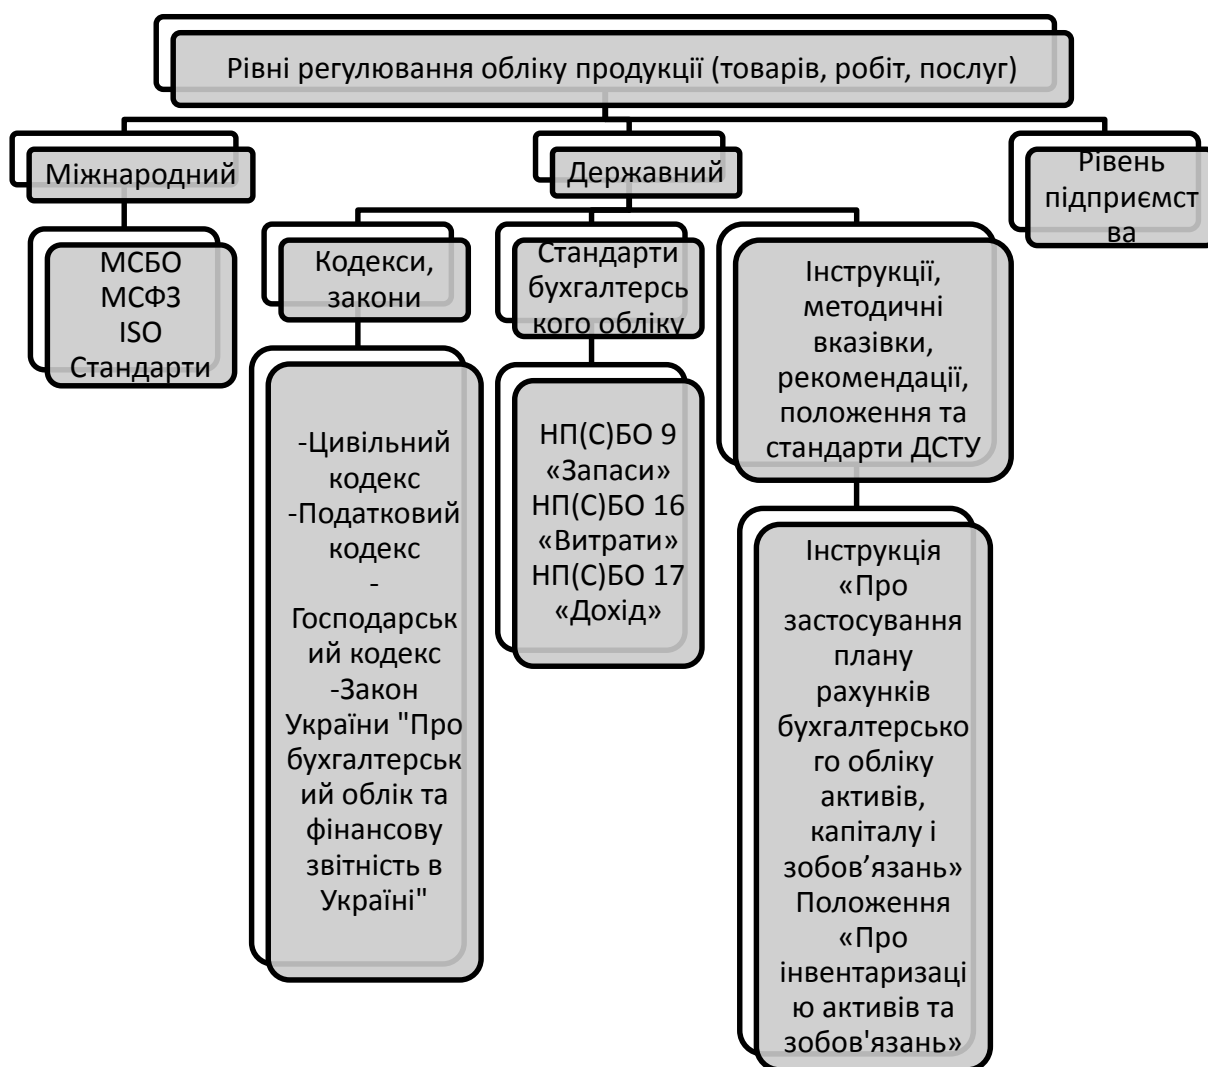 Рівні регулювання обліку продукції (товарів, робіт, послуг)
Міжнародний
МСБО
МСФЗ
ISO
Стандарти
Державний
Кодекси,
закони
-Цивільний
кодекс
-Податковий
кодекс
-
Господарськ
ий кодекс
-Закон
України "Про
бухгалтерськ
ий облік та
фінансову
звітність в
Україні"
Стандарти
бухгалтерсь
кого обліку
НП(С)БО 9
«Запаси»
НП(С)БО 16
«Витрати»
НП(С)БО 17
«Дохід»
Інструкції,
методичні
вказівки,
рекомендації,
положення та
стандарти ДСТУ
Інструкція
«Про
застосування
плану
рахунків
бухгалтерсько
го обліку
активів,
капіталу і
зобов’язань»
Положення
«Про
інвентаризаці
ю активів та
зобов'язань»
Рівень
підприємст
ва